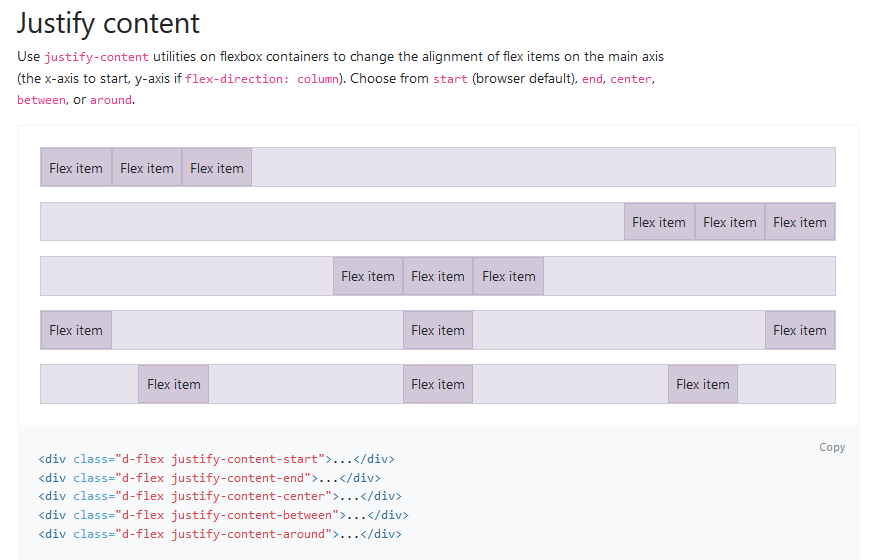 Justify content
Use justify-content utilities on flexbox containers to change the alignment of flex items on the main axis
(the x-axis to start, y-axis if flex-direction: column). Choose from start (browser default), end, center,
between, or around.
Flex item Flex item Flex item
Flex item Flex item Flex item
Flex item Flex item Flex item
Flex item Flex item Flex item
Flex item Flex item Flex item
Copy
<div class="d-flex justify-content-start">...</div>
<div class="d-flex justify-content-end">...</div>
<div class="d-flex justify-content-center">...</div>
<div class="d-flex justify-content-between">...</div>
<div class="d-flex justify-content-around">...</div>